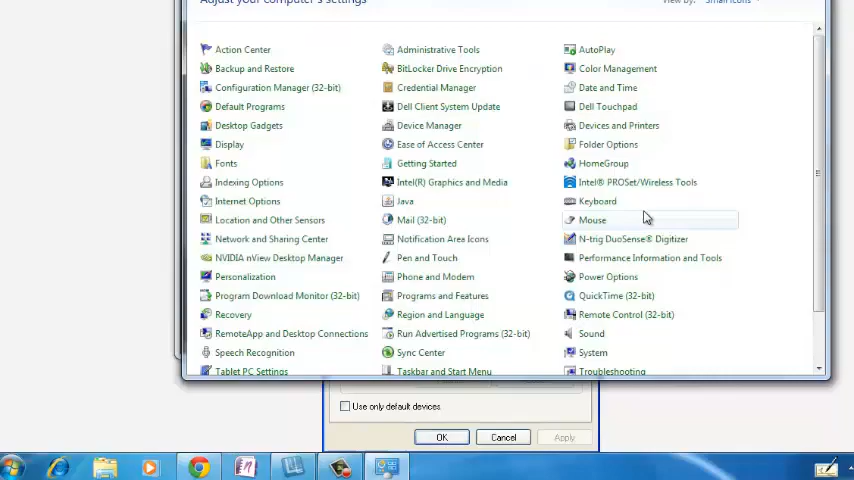 Adjust your computer's settings
View by: Small icons
Action Center
Administrative Tools
AutoPlay
Backup and Restore
BitLocker Drive Encryption
Color Management
Configuration Manager (32-bit)
Credential Manager
Date and Time
Default Programs
Dell Client System Update
Dell Touchpad
Desktop Gadgets
Device Manager
Devices and Printers
Display
Ease of Access Center
Folder Options
Fonts
Getting Started
HomeGroup
Indexing Options
Intel(R) Graphics and Media
Intel® PROSet/Wireless Tools
Internet Options
Java
Keyboard
Location and Other Sensors
Mail (32-bit)
Mouse
Network and Sharing Center
Notification Area Icons
N-trig DuoSense® Digitizer
NVIDIA nView Desktop Manager
Pen and Touch
Performance Information and Tools
Personalization
Phone and Modem
Power Options
Program Download Monitor (32-bit)
Programs and Features
QuickTime (32-bit)
Recovery
Region and Language
Remote Control (32-bit)
RemoteApp and Desktop Connections
Run Advertised Programs (32-bit)
Sound
Speech Recognition
Sync Center
System
Tablet PC Settings
Taskbar and Start Menu
Troubleshooting
Use only default devices
OK
Cancel
Apply